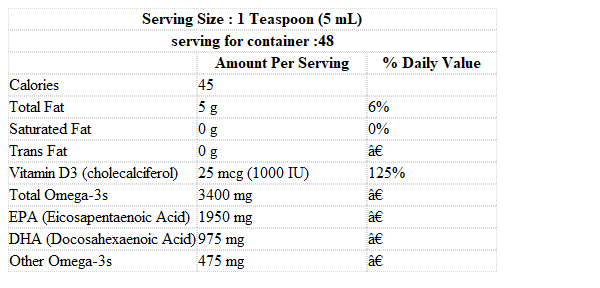 Serving Size : 1 Teaspoon (5 mL)
serving for container :48
Amount Per Serving % Daily Value
Calories 45
Total Fat 5 g 6%
Saturated Fat 0 g 0%
Trans Fat 0 g â€
Vitamin D3 (cholecalciferol) 25 mcg (1000 IU) 125%
Total Omega-3s 3400 mg â€
EPA (Eicosapentaenoic Acid) 1950 mg â€
DHA (Docosahexaenoic Acid) 975 mg â€
Other Omega-3s 475 mg â€